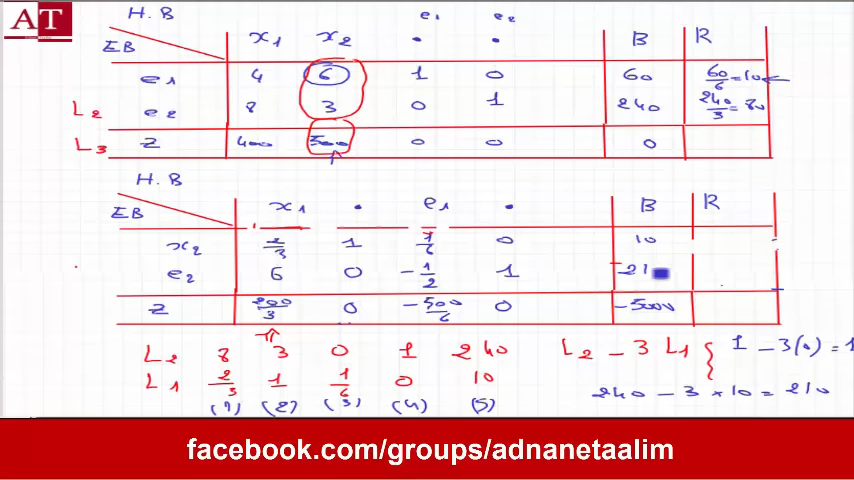 AT
H.B
EB x1 x2 e1 • e2 • B R
e1 4 6 1 0 60 60/6=10
L2 e2 8 3 0 1 240 240/3=80
L3 Z 400 500 0 0 0
H.B
EB x1 • e1 • B R
x2 2/3 1 1/6 0 10
e2 6 0 -1/2 1 21
Z 200/3 0 -500/6 0 -5000
L2 8 3 0 1 240 L2 - 3 L1 { 1 - 3(0) = 1
L1 2/3 1 1/6 0 10
240 - 3 × 10 = 210
(1) (2) (3) (4) (5)
facebook.com/groups/adnanetaalim